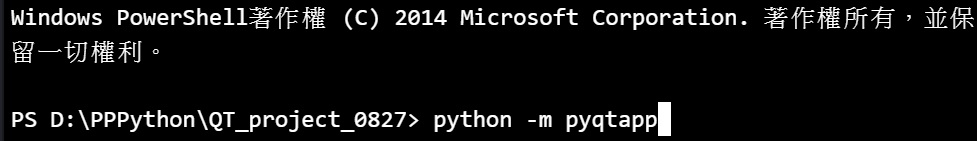 Windows PowerShell著作權 (C) 2014 Microsoft Corporation. 著作權所有，並保
留一切權利。
PS D:\PPPython\QT_project_0827> python -m pyqtapp